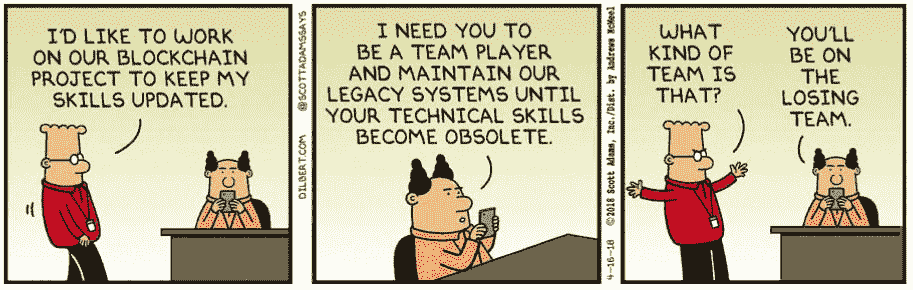 I'D LIKE TO WORK
ON OUR BLOCKCHAIN
PROJECT TO KEEP MY
SKILLS UPDATED.
DILBERT.COM @SCOTTADAMSSAYS
I NEED YOU TO
BE A TEAM PLAYER
AND MAINTAIN OUR
LEGACY SYSTEMS UNTIL
YOUR TECHNICAL SKILLS
BECOME OBSOLETE.
4-16-18 ©2018 Scott Adams, Inc./Dist. by Andrews McMeel
WHAT
KIND OF
TEAM IS
THAT?
YOU'LL
BE ON
THE
LOSING
TEAM.